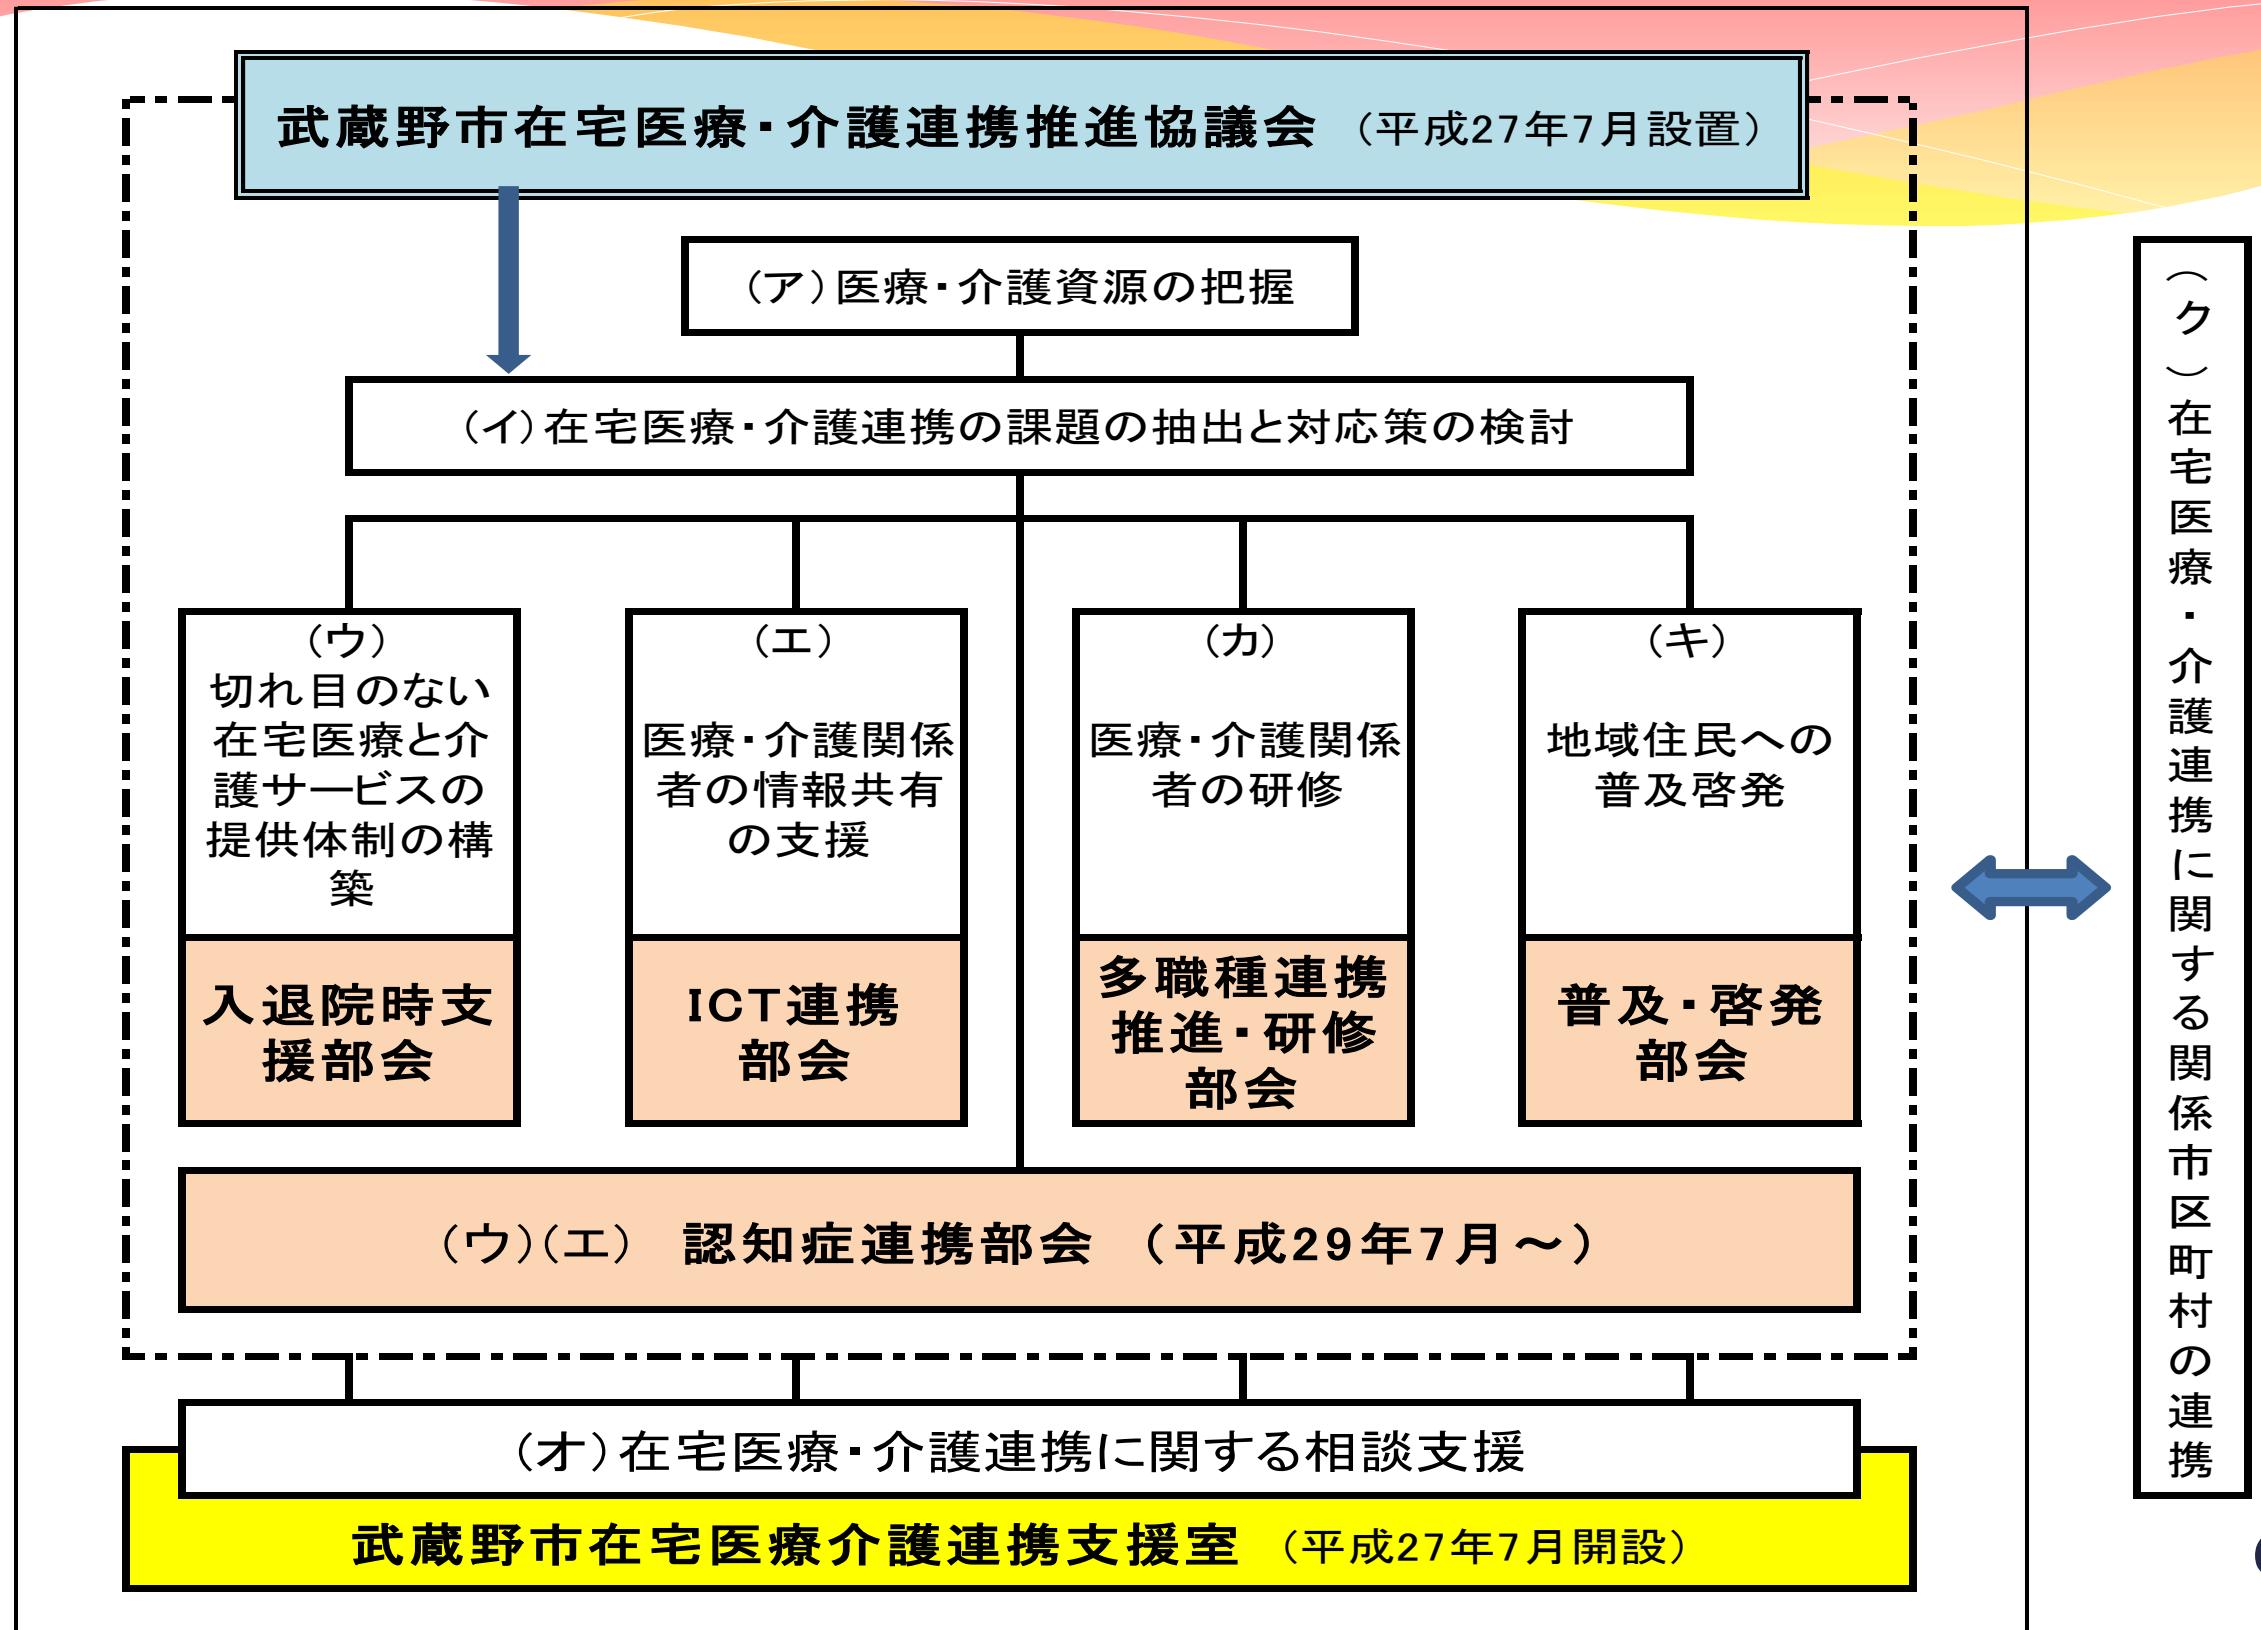 武蔵野市在宅医療・介護連携推進協議会（平成27年7月設置）
（ア）医療・介護資源の把握
（イ）在宅医療・介護連携の課題の抽出と対応策の検討
（ウ）
切れ目のない
在宅医療と介
護サービスの
提供体制の構
築
入退院時支
援部会
（エ）
医療・介護関係
者の情報共有
の支援
ICT連携
部会
（カ）
医療・介護関係
者の研修
多職種連携
推進・研修
部会
（キ）
地域住民への
普及啓発
普及・啓発
部会
（ウ）（エ）　認知症連携部会　（平成29年7月～）
（オ）在宅医療・介護連携に関する相談支援
武蔵野市在宅医療介護連携支援室（平成27年7月開設）
（ク）在宅医療・介護連携に関する関係市区町村の連携